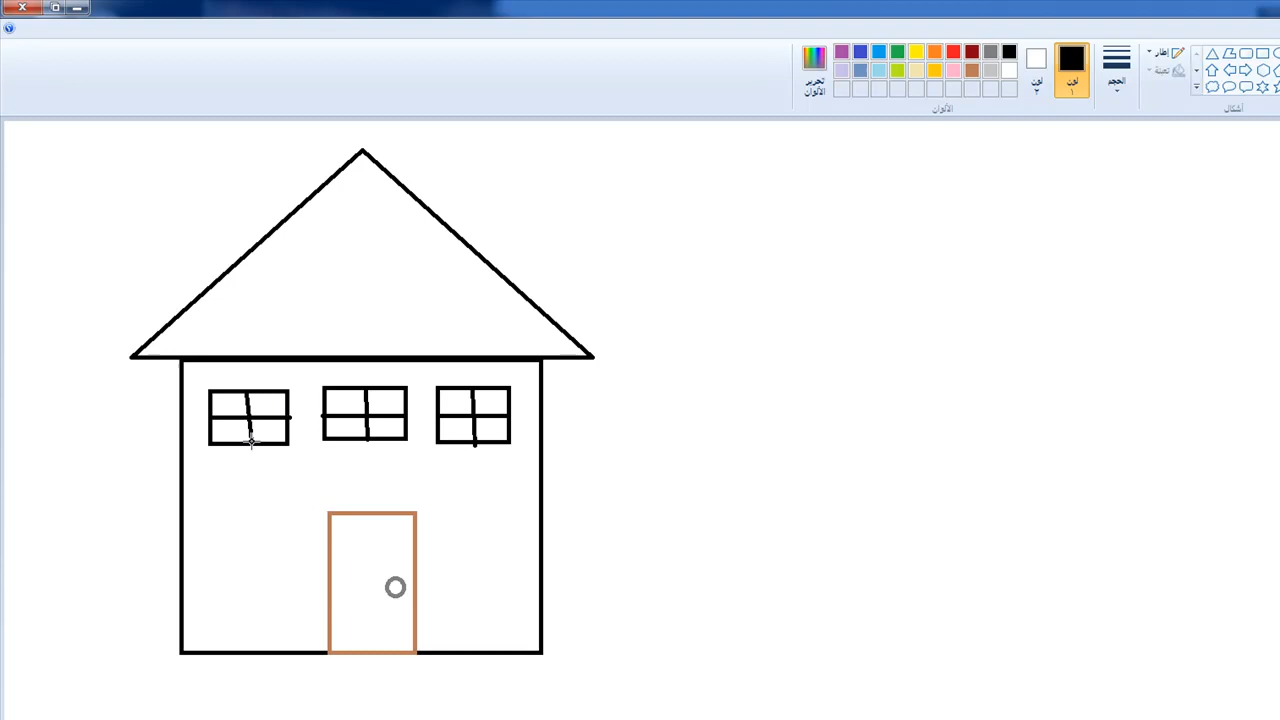 إطار
تعبئة
أشكال
الحجم
لون
١
لون
٢
تحرير
الألوان
الألوان